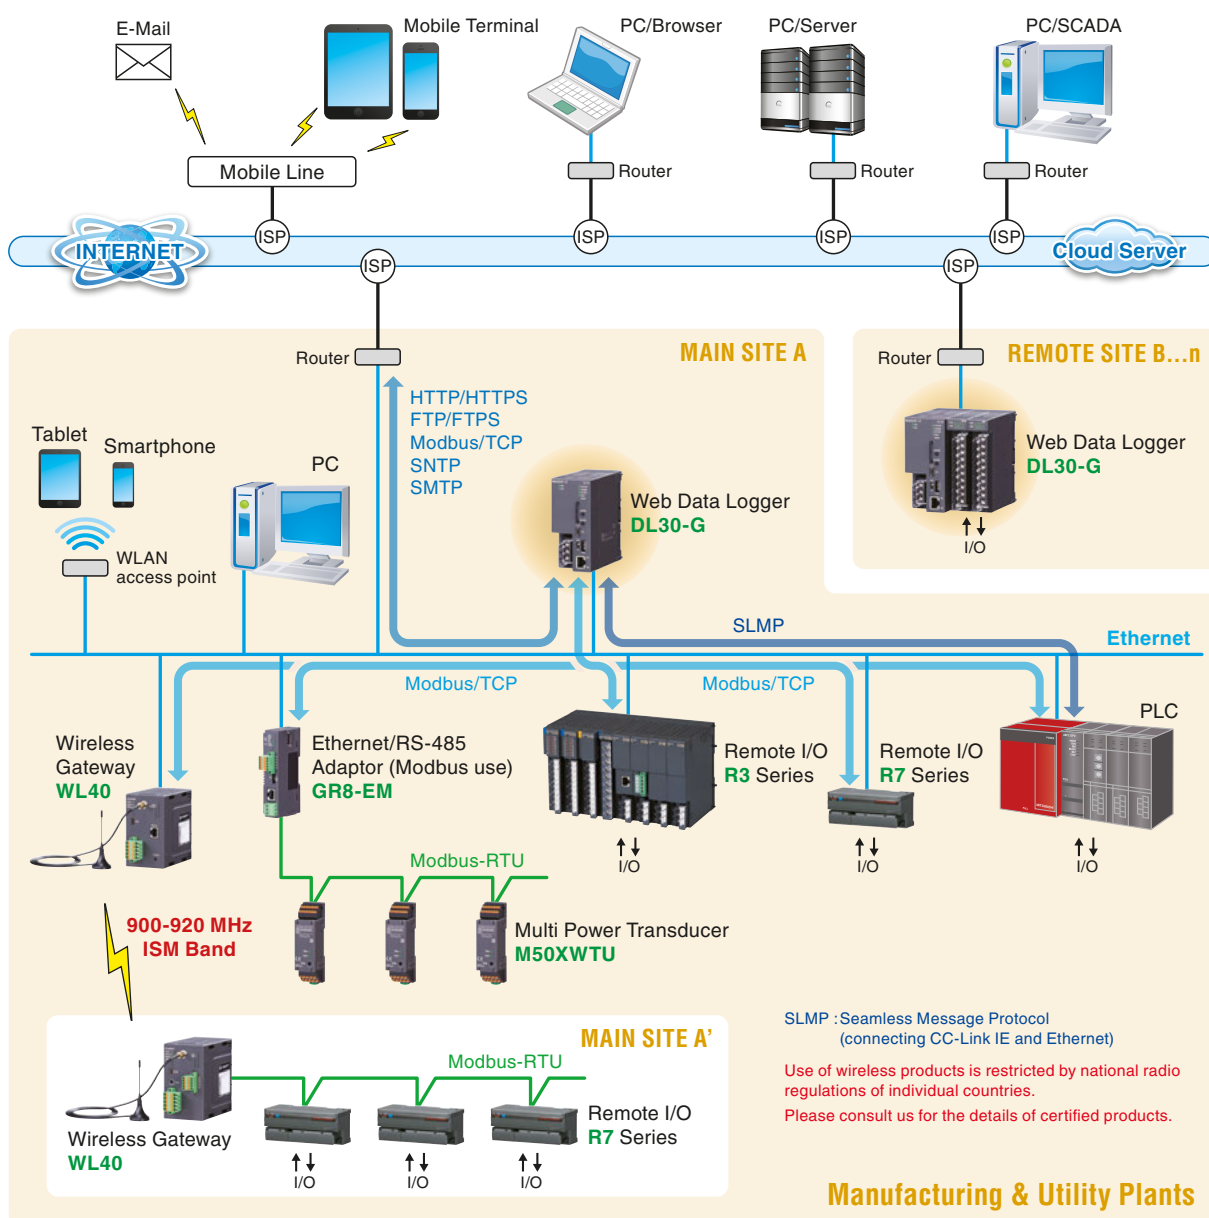 E-Mail
Mobile Terminal
PC/Browser
PC/Server
PC/SCADA
Mobile Line
Router
Router
Router
ISP
ISP
ISP
ISP
INTERNET
Cloud Server
ISP
ISP
MAIN SITE A
REMOTE SITE B...n
Router
Router
HTTP/HTTPS
FTP/FTPS
Modbus/TCP
SNTP
SMTP
Tablet
Smartphone
PC
WLAN
access point
Web Data Logger
DL30-G
Web Data Logger
DL30-G
I/O
SLMP
Ethernet
Modbus/TCP
Modbus/TCP
Wireless
Gateway
WL40
Ethernet/RS-485
Adaptor (Modbus use)
GR8-EM
Remote I/O
R3 Series
Remote I/O
R7 Series
PLC
I/O
I/O
I/O
Modbus-RTU
900-920 MHz
ISM Band
Multi Power Transducer
M50XWTU
MAIN SITE A'
Modbus-RTU
Wireless Gateway
WL40
Remote I/O
R7 Series
I/O
I/O
I/O
SLMP : Seamless Message Protocol
(connecting CC-Link IE and Ethernet)
Use of wireless products is restricted by national radio
regulations of individual countries.
Please consult us for the details of certified products.
Manufacturing & Utility Plants